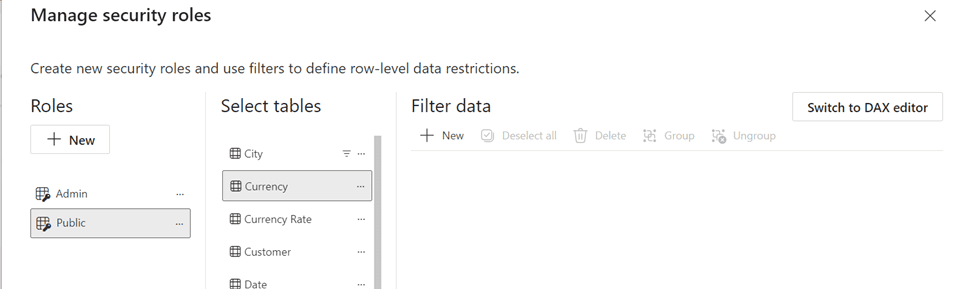 Manage security roles
Create new security roles and use filters to define row-level data restrictions.
Roles
New
Admin
Public
Select tables
City
Currency
Currency Rate
Customer
Date
Filter data
Switch to DAX editor
New
Deselect all
Delete
Group
Ungroup